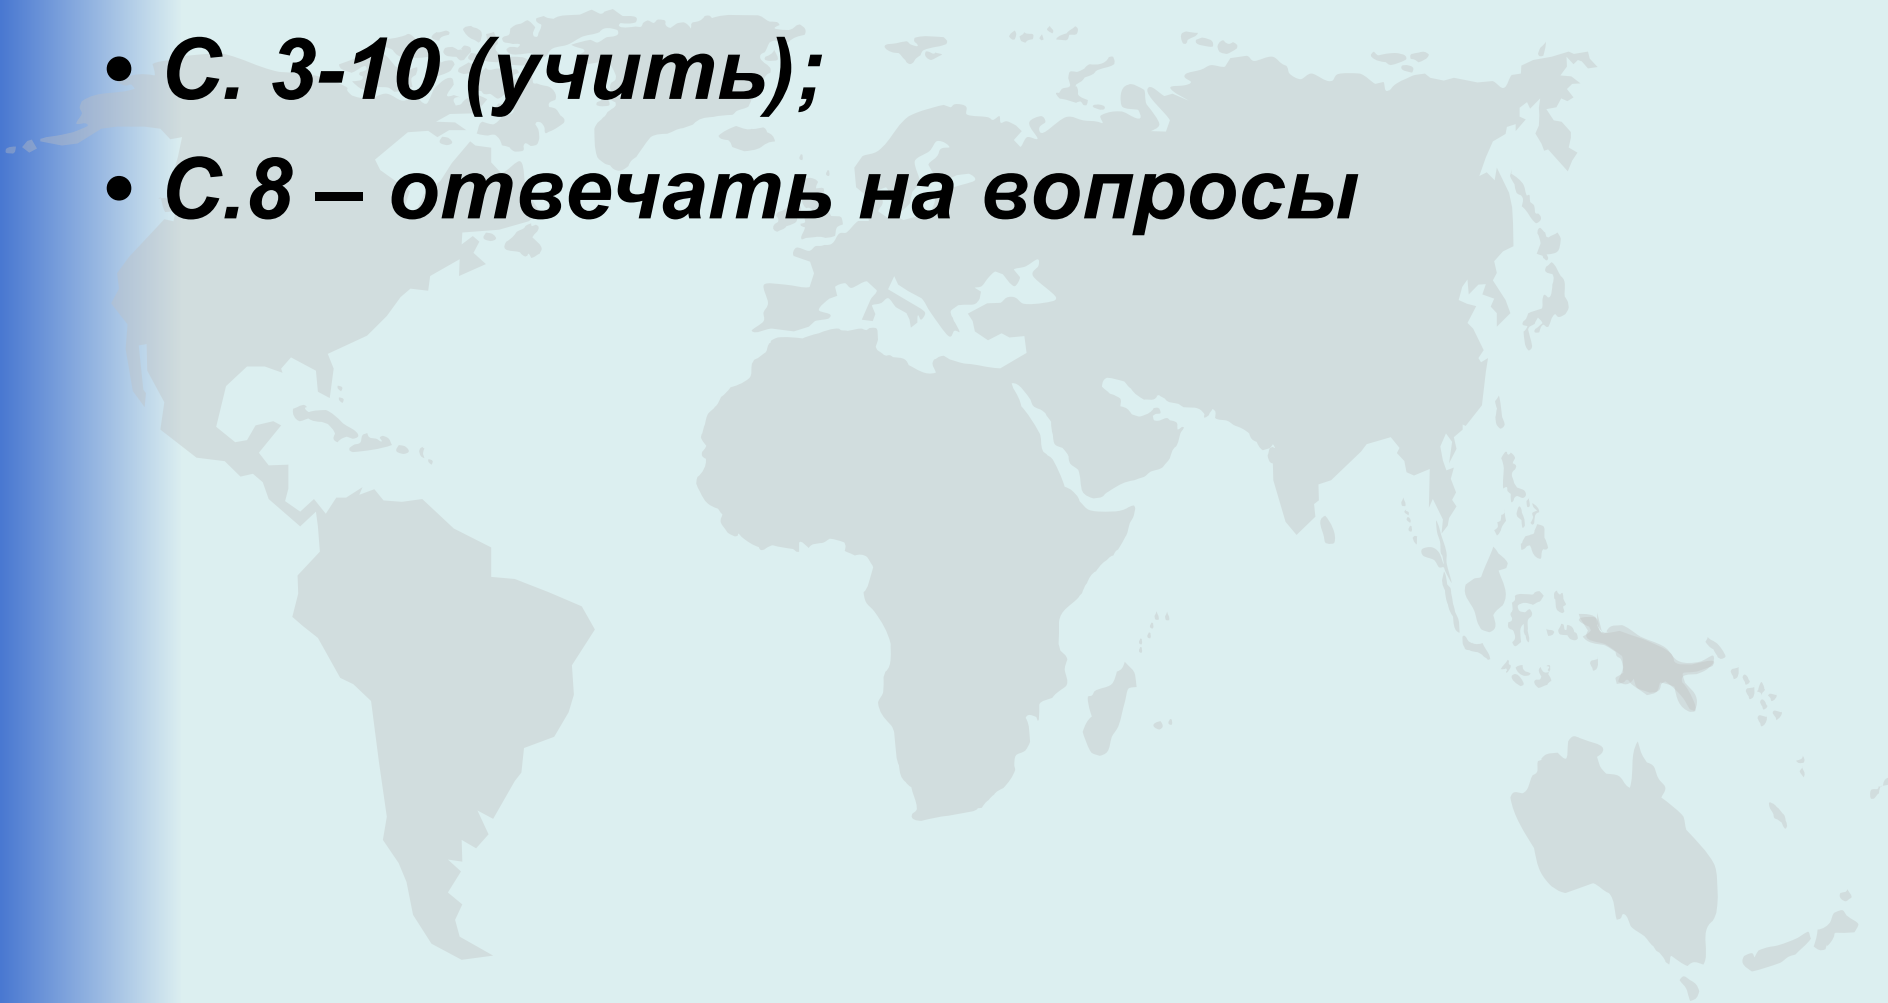 • С. 3-10 (учить);
• С.8 – отвечать на вопросы